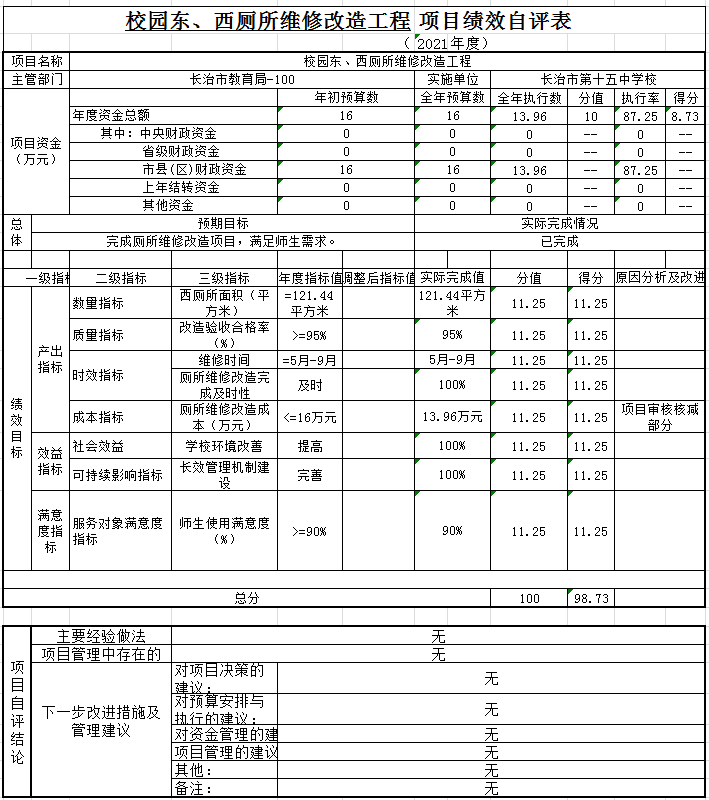 校园东、西厕所维修改造工程 项目绩效自评表
（ 2021年度）
项目名称 校园东、西厕所维修改造工程
主管部门 长治市教育局-100 实施单位 长治市第十五中学校
项目资金（万元） 年初预算数 全年预算数 全年执行数 分值 执行率 得分
年度资金总额 16 16 13.96 10 87.25 8.73
其中：中央财政资金 0 0 0 -- 0 --
省级财政资金 0 0 0 -- 0 --
市县(区)财政资金 16 16 13.96 -- 87.25 --
上年结转资金 0 0 0 -- 0 --
其他资金 0 0 0 -- 0 --
总体 预期目标 实际完成情况
完成厕所维修改造项目，满足师生需求。 已完成
一级指标 二级指标 三级指标 年度指标值 调整后指标值 实际完成值 分值 得分 原因分析及改进
绩效目标
产出指标
数量指标 西厕所面积（平方米） =121.44平方米 121.44平方米 11.25 11.25
质量指标 改造验收合格率（%） >=95% 95% 11.25 11.25
时效指标 维修时间 =5月-9月 5月-9月 11.25 11.25
厕所维修改造完成及时性 及时 100% 11.25 11.25
成本指标 厕所维修改造成本（万元） <=16万元 13.96万元 11.25 11.25 项目审核核减部分
效益指标
社会效益 学校环境改善 提高 100% 11.25 11.25
可持续影响指标 长效管理机制建设 完善 100% 11.25 11.25
满意度指标
服务对象满意度指标 师生使用满意度（%） >=90% 90% 11.25 11.25
总分 100 98.73
项目自评结论
主要经验做法 无
项目管理中存在的 无
下一步改进措施及管理建议
对项目决策的建议： 无
对预算安排与执行的建议： 无
对资金管理的建 无
项目管理的建议 无
其他： 无
备注： 无